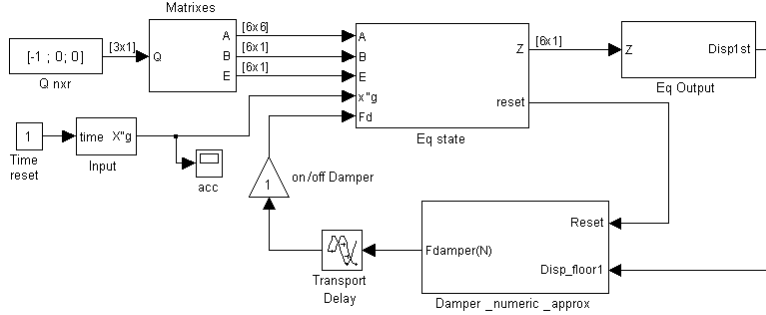 Matrixes
[-1 ; 0; 0]
Q nxr
[3x1]
Q
A
B
E
[6x6]
[6x1]
[6x1]
A
B
E
x"g
Fd
Z
reset
Eq state
[6x1]
Z
Disp1st
Eq Output
1
Time
reset
time X"g
Input
acc
1
on/off Damper
Transport
Delay
Fdamper(N)
Reset
Disp_floor1
Damper _numeric _approx